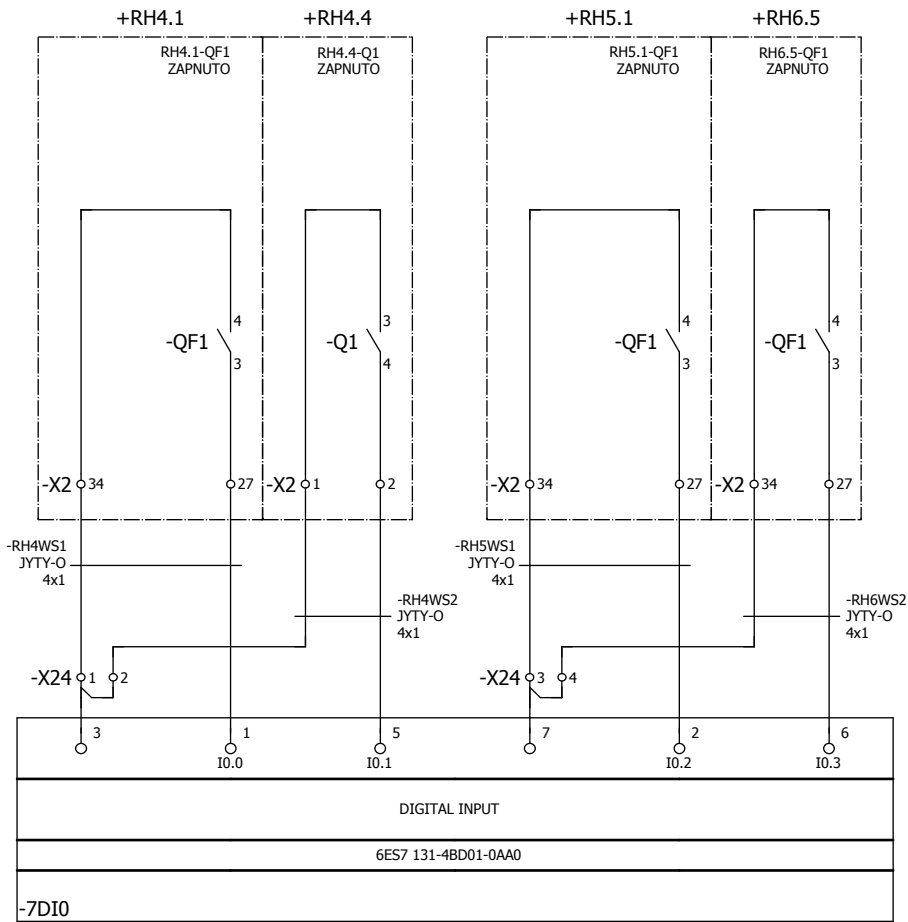 +RH4.1
+RH4.4
+RH5.1
+RH6.5
RH4.1-QF1
ZAPNUTO
RH4.4-Q1
ZAPNUTO
RH5.1-QF1
ZAPNUTO
RH6.5-QF1
ZAPNUTO
4
-QF1
3
3
-Q1
4
4
-QF1
3
4
-QF1
3
-X2 34
27
-X2 1
2
-X2 34
27
-X2 34
27
-RH4WS1
JYTY-O
4x1
-RH4WS2
JYTY-O
4x1
-RH5WS1
JYTY-O
4x1
-RH6WS2
JYTY-O
4x1
-X24 1 2
-X24 3 4
3
1
5
7
2
6
I0.0
I0.1
I0.2
I0.3
DIGITAL INPUT
6ES7 131-4BD01-0AA0
-7DI0